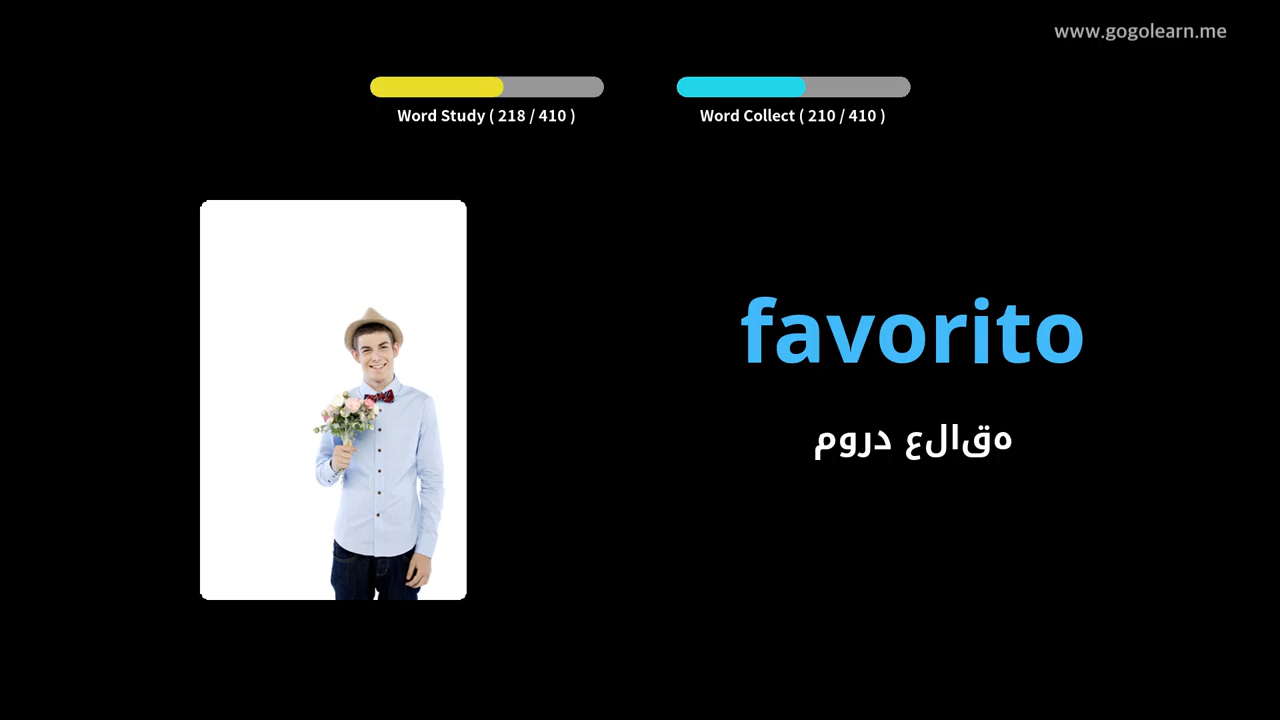 www.gogolearn.me
Word Study ( 218 / 410 )
Word Collect ( 210 / 410 )
favorito
مورد علاقه